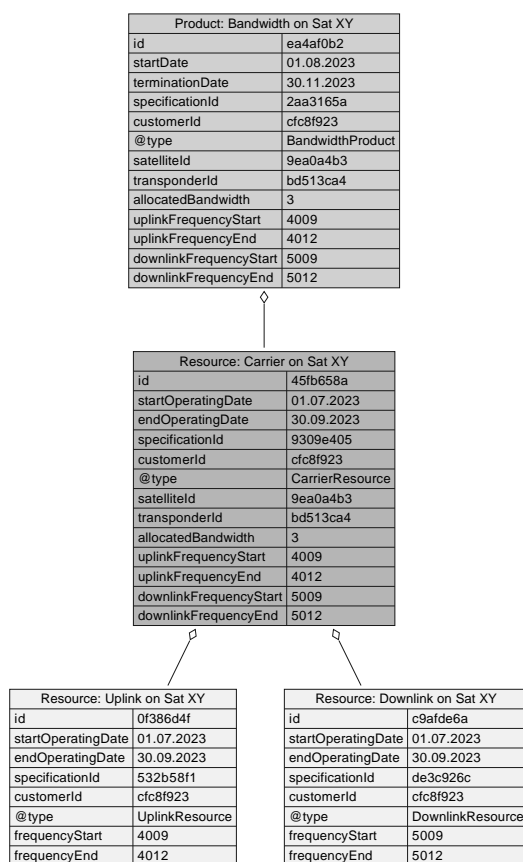 Product: Bandwidth on Sat XY
id ea4af0b2
startDate 01.08.2023
terminationDate 30.11.2023
specificationId 2aa3165a
customerId cfc8f923
@type BandwidthProduct
satelliteId 9ea0a4b3
transponderId bd513ca4
allocatedBandwidth 3
uplinkFrequencyStart 4009
uplinkFrequencyEnd 4012
downlinkFrequencyStart 5009
downlinkFrequencyEnd 5012
Resource: Carrier on Sat XY
id 45fb658a
startOperatingDate 01.07.2023
endOperatingDate 30.09.2023
specificationId 9309e405
customerId cfc8f923
@type CarrierResource
satelliteId 9ea0a4b3
transponderId bd513ca4
allocatedBandwidth 3
uplinkFrequencyStart 4009
uplinkFrequencyEnd 4012
downlinkFrequencyStart 5009
downlinkFrequencyEnd 5012
Resource: Uplink on Sat XY
id 0f386d4f
startOperatingDate 01.07.2023
endOperatingDate 30.09.2023
specificationId 532b58f1
customerId cfc8f923
@type UplinkResource
frequencyStart 4009
frequencyEnd 4012
Resource: Downlink on Sat XY
id c9afde6a
startOperatingDate 01.07.2023
endOperatingDate 30.09.2023
specificationId de3c926c
customerId cfc8f923
@type DownlinkResource
frequencyStart 5009
frequencyEnd 5012